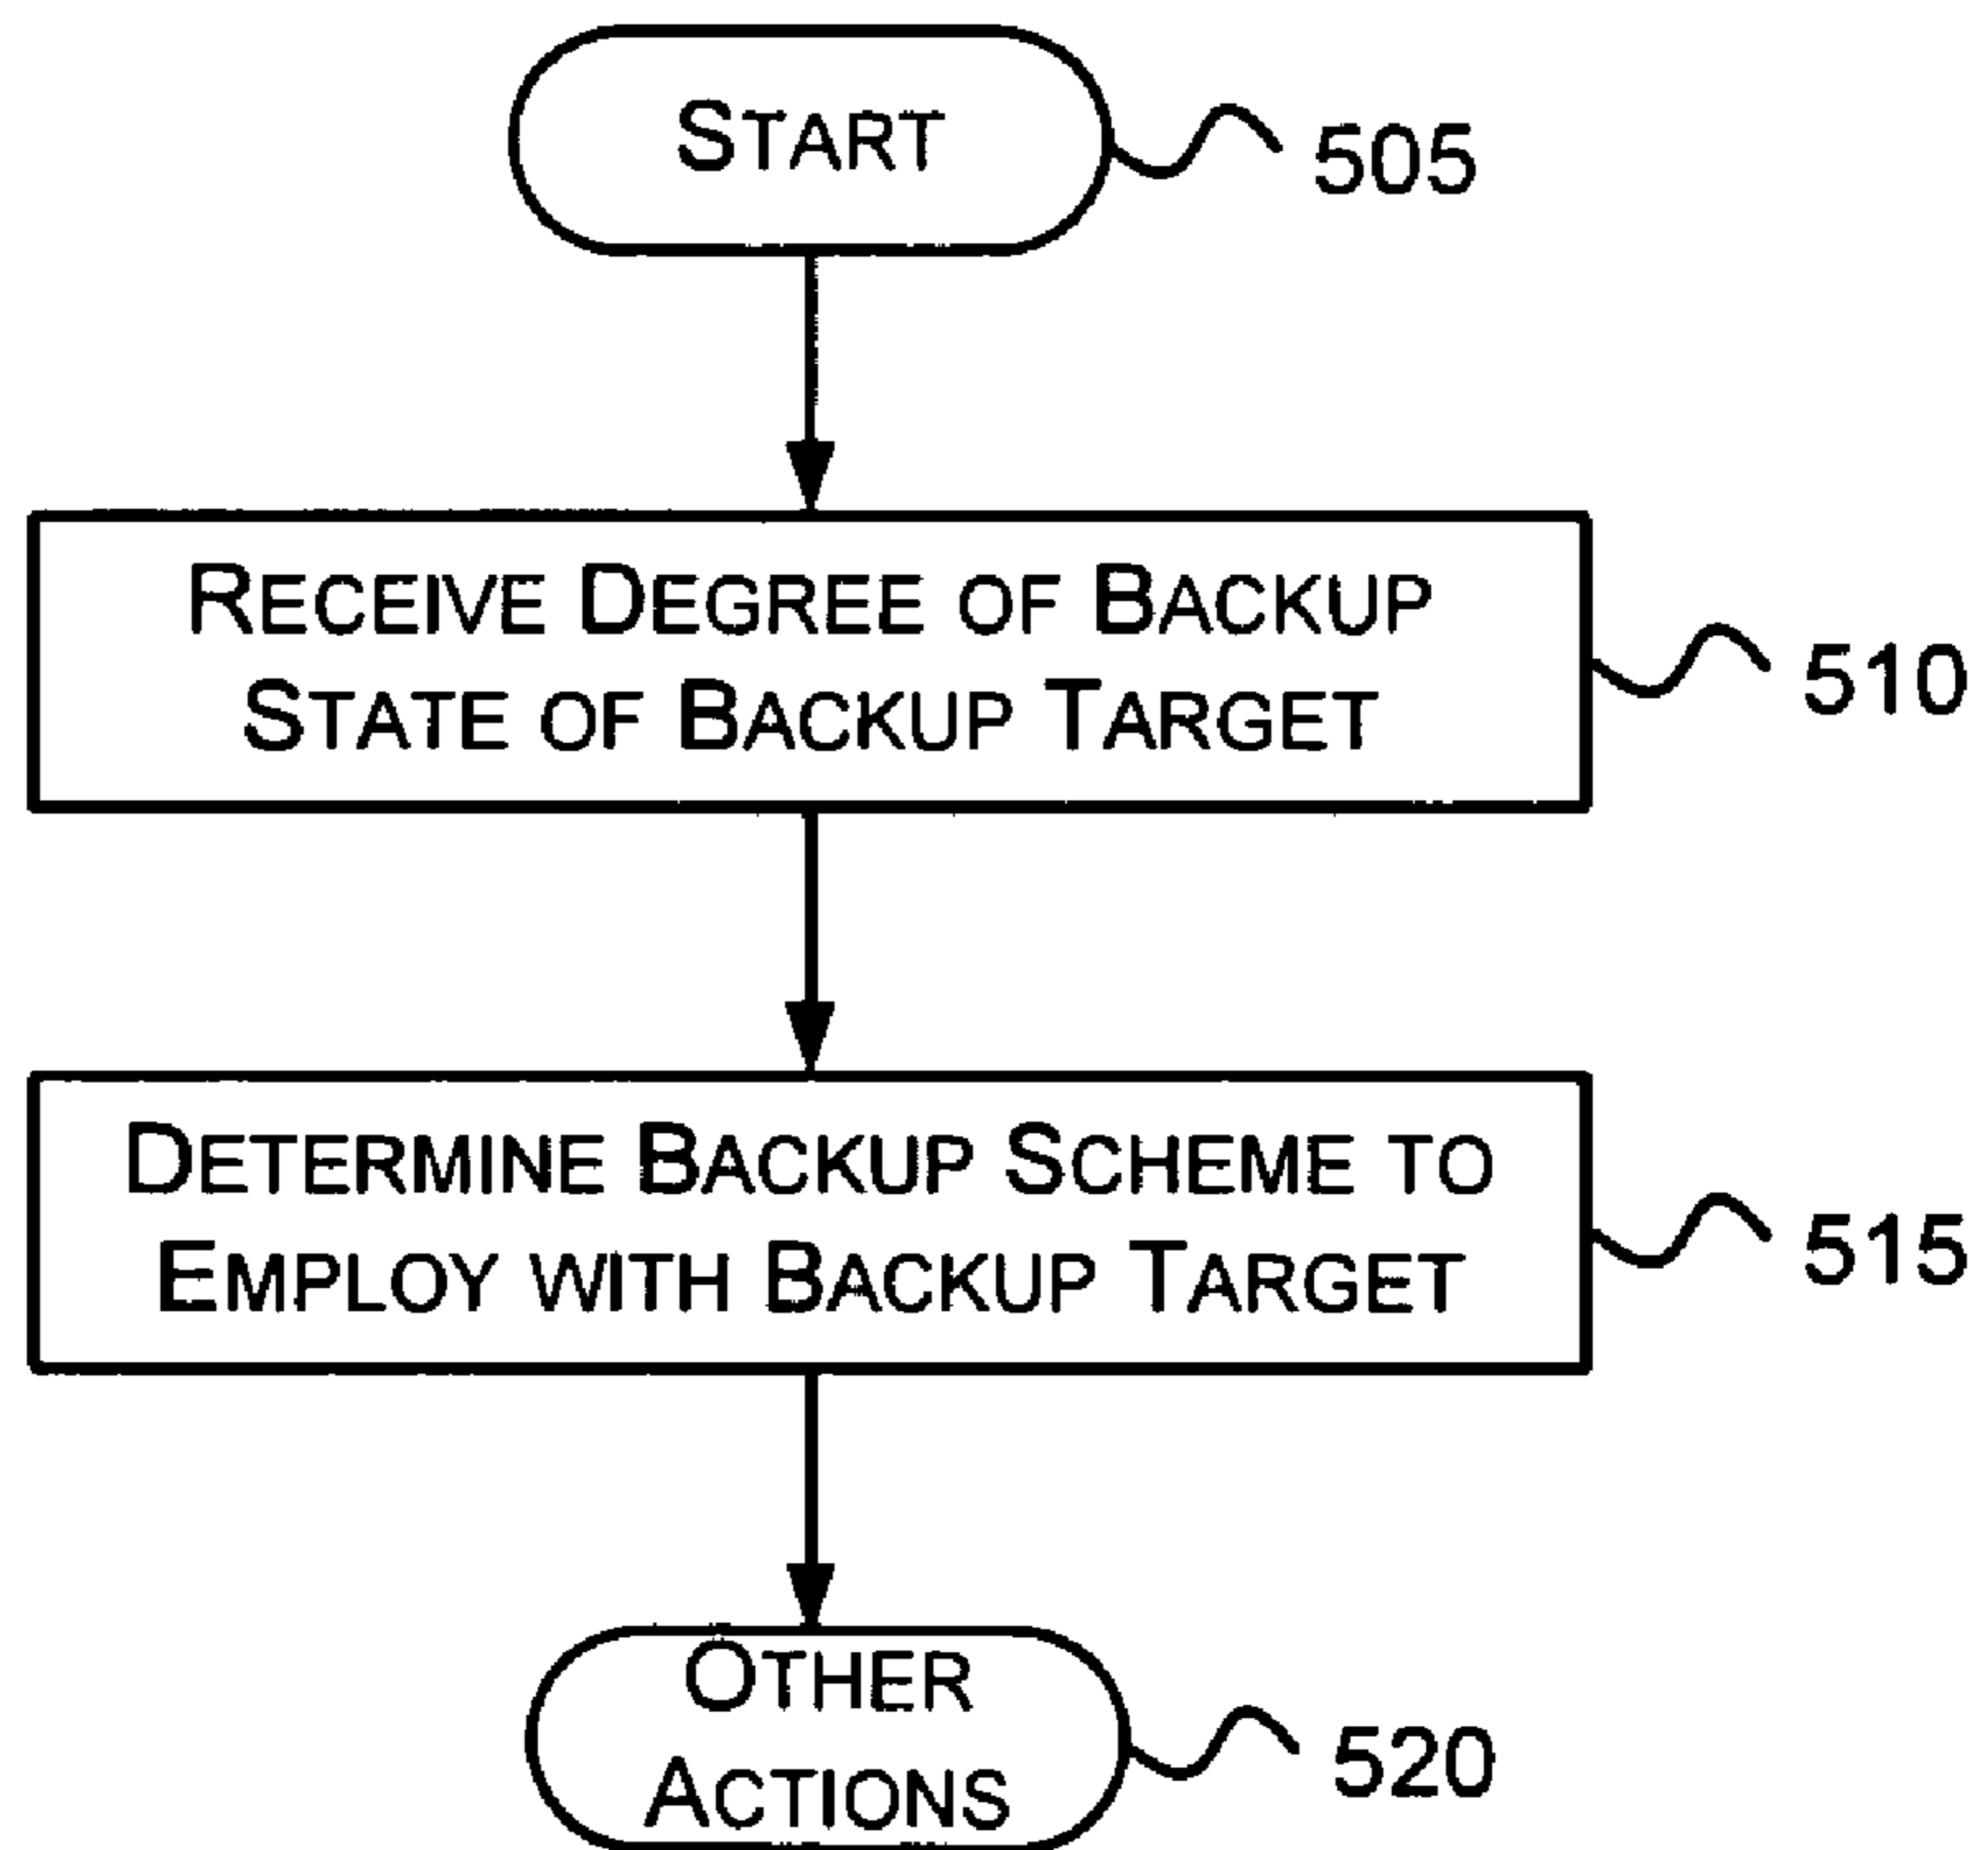 START
505
RECEIVE DEGREE OF BACKUP
STATE OF BACKUP TARGET
510
DETERMINE BACKUP SCHEME TO
EMPLOY WITH BACKUP TARGET
515
OTHER
ACTIONS
520